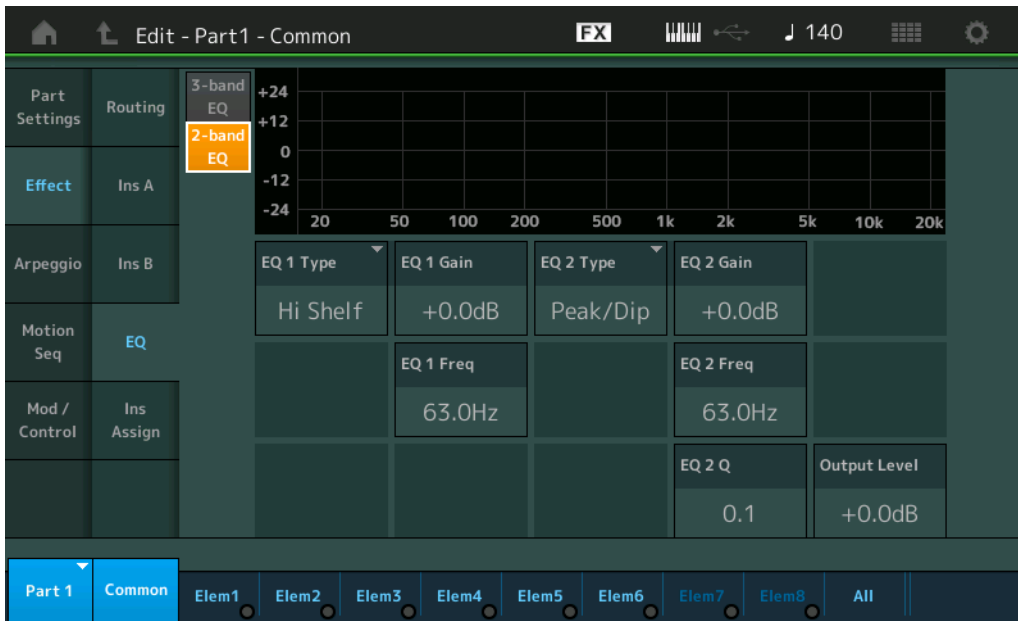 Edit - Part1 - Common
FX
♩ 140
Part
Settings
Routing
3-band
EQ
2-band
EQ
+24
+12
0
-12
-24
20 50 100 200 500 1k 2k 5k 10k 20k
Effect
Ins A
Arpeggio
Ins B
Motion
Seq
EQ
Mod /
Control
Ins
Assign
EQ 1 Type
Hi Shelf
EQ 1 Gain
+0.0dB
EQ 2 Type
Peak/Dip
EQ 2 Gain
+0.0dB
EQ 1 Freq
63.0Hz
EQ 2 Freq
63.0Hz
EQ 2 Q
0.1
Output Level
+0.0dB
Part 1 Common Elem1 Elem2 Elem3 Elem4 Elem5 Elem6 Elem7 Elem8 All